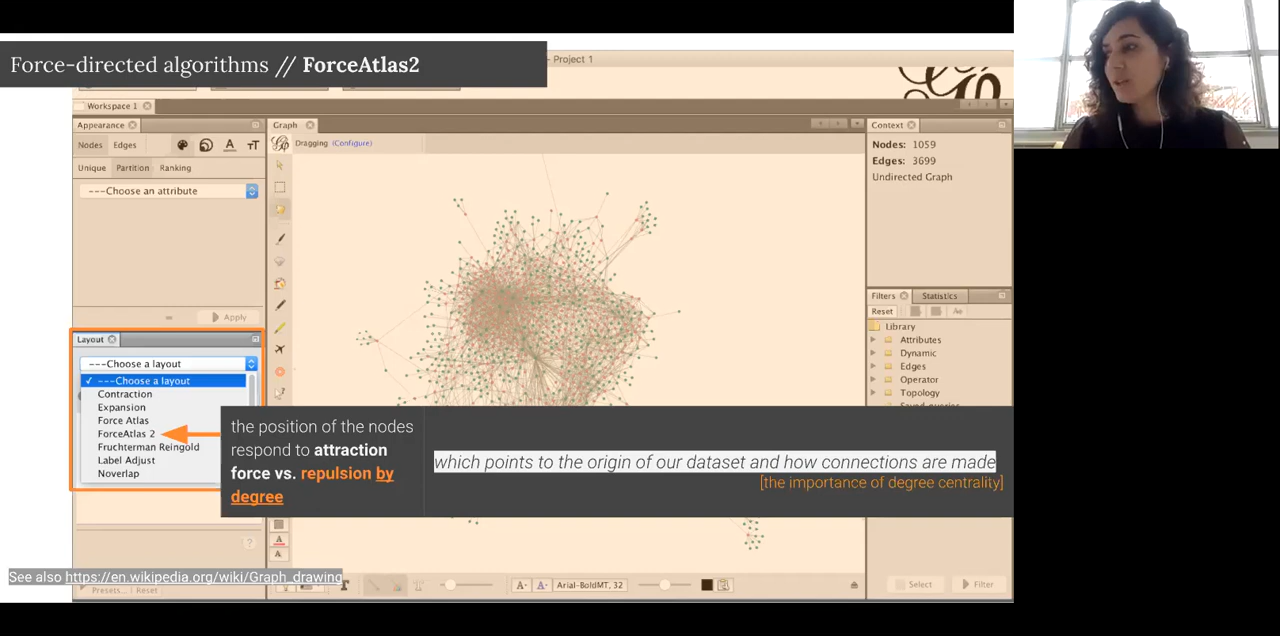 Force-directed algorithms // ForceAtlas2
- Project 1
Workspace 1
Appearance
Nodes Edges
Unique Partition Ranking
---Choose an attribute
Apply
Graph
Dragging (Configure)
Context
Nodes: 1059
Edges: 3699
Undirected Graph
Filters Statistics
Reset
Library
Attributes
Dynamic
Edges
Operator
Topology
Saved queries
Layout
---Choose a layout
✓ ---Choose a layout
Contraction
Expansion
Force Atlas
ForceAtlas 2
Fruchterman Reingold
Label Adjust
Noverlap
the position of the nodes
respond to attraction
force vs. repulsion by
degree
which points to the origin of our dataset and how connections are made
[the importance of degree centrality]
See also https://en.wikipedia.org/wiki/Graph_drawing
Presets... Reset
Arial-BoldMT, 32
Select Filter